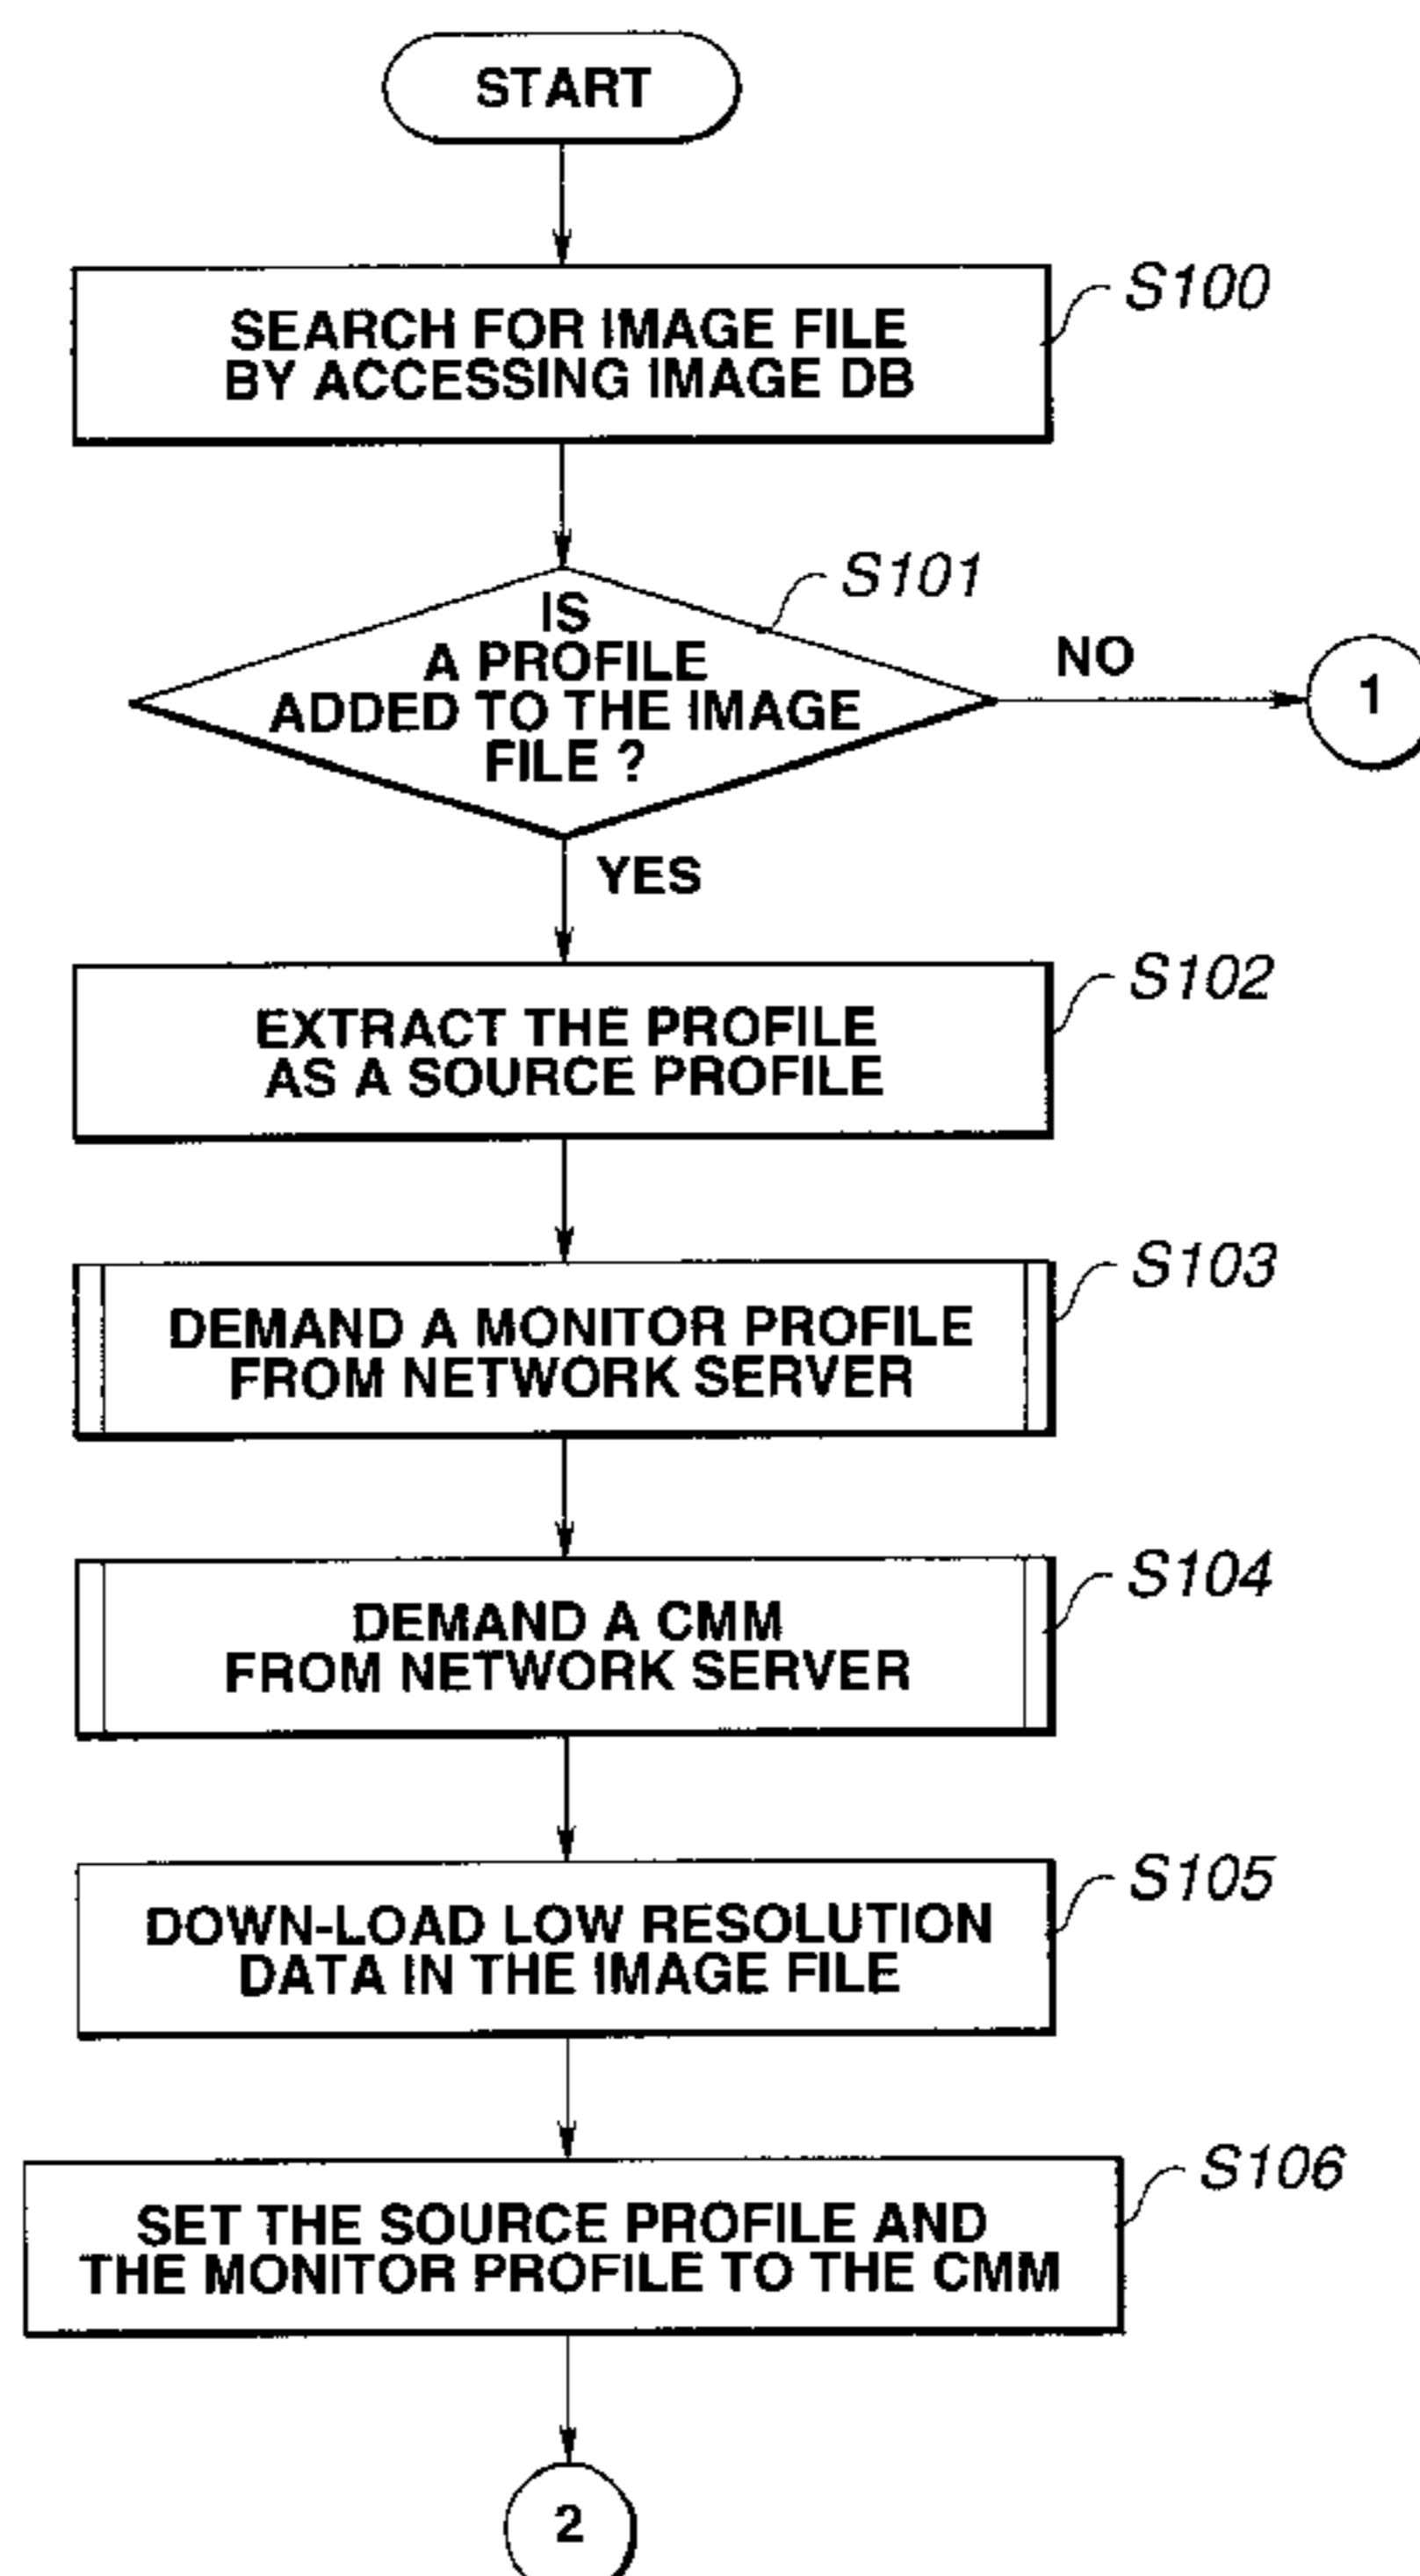 START
S100
SEARCH FOR IMAGE FILE
BY ACCESSING IMAGE DB
S101
IS
A PROFILE
ADDED TO THE IMAGE
FILE ?
NO
1
YES
S102
EXTRACT THE PROFILE
AS A SOURCE PROFILE
S103
DEMAND A MONITOR PROFILE
FROM NETWORK SERVER
S104
DEMAND A CMM
FROM NETWORK SERVER
S105
DOWN-LOAD LOW RESOLUTION
DATA IN THE IMAGE FILE
S106
SET THE SOURCE PROFILE AND
THE MONITOR PROFILE TO THE CMM
2